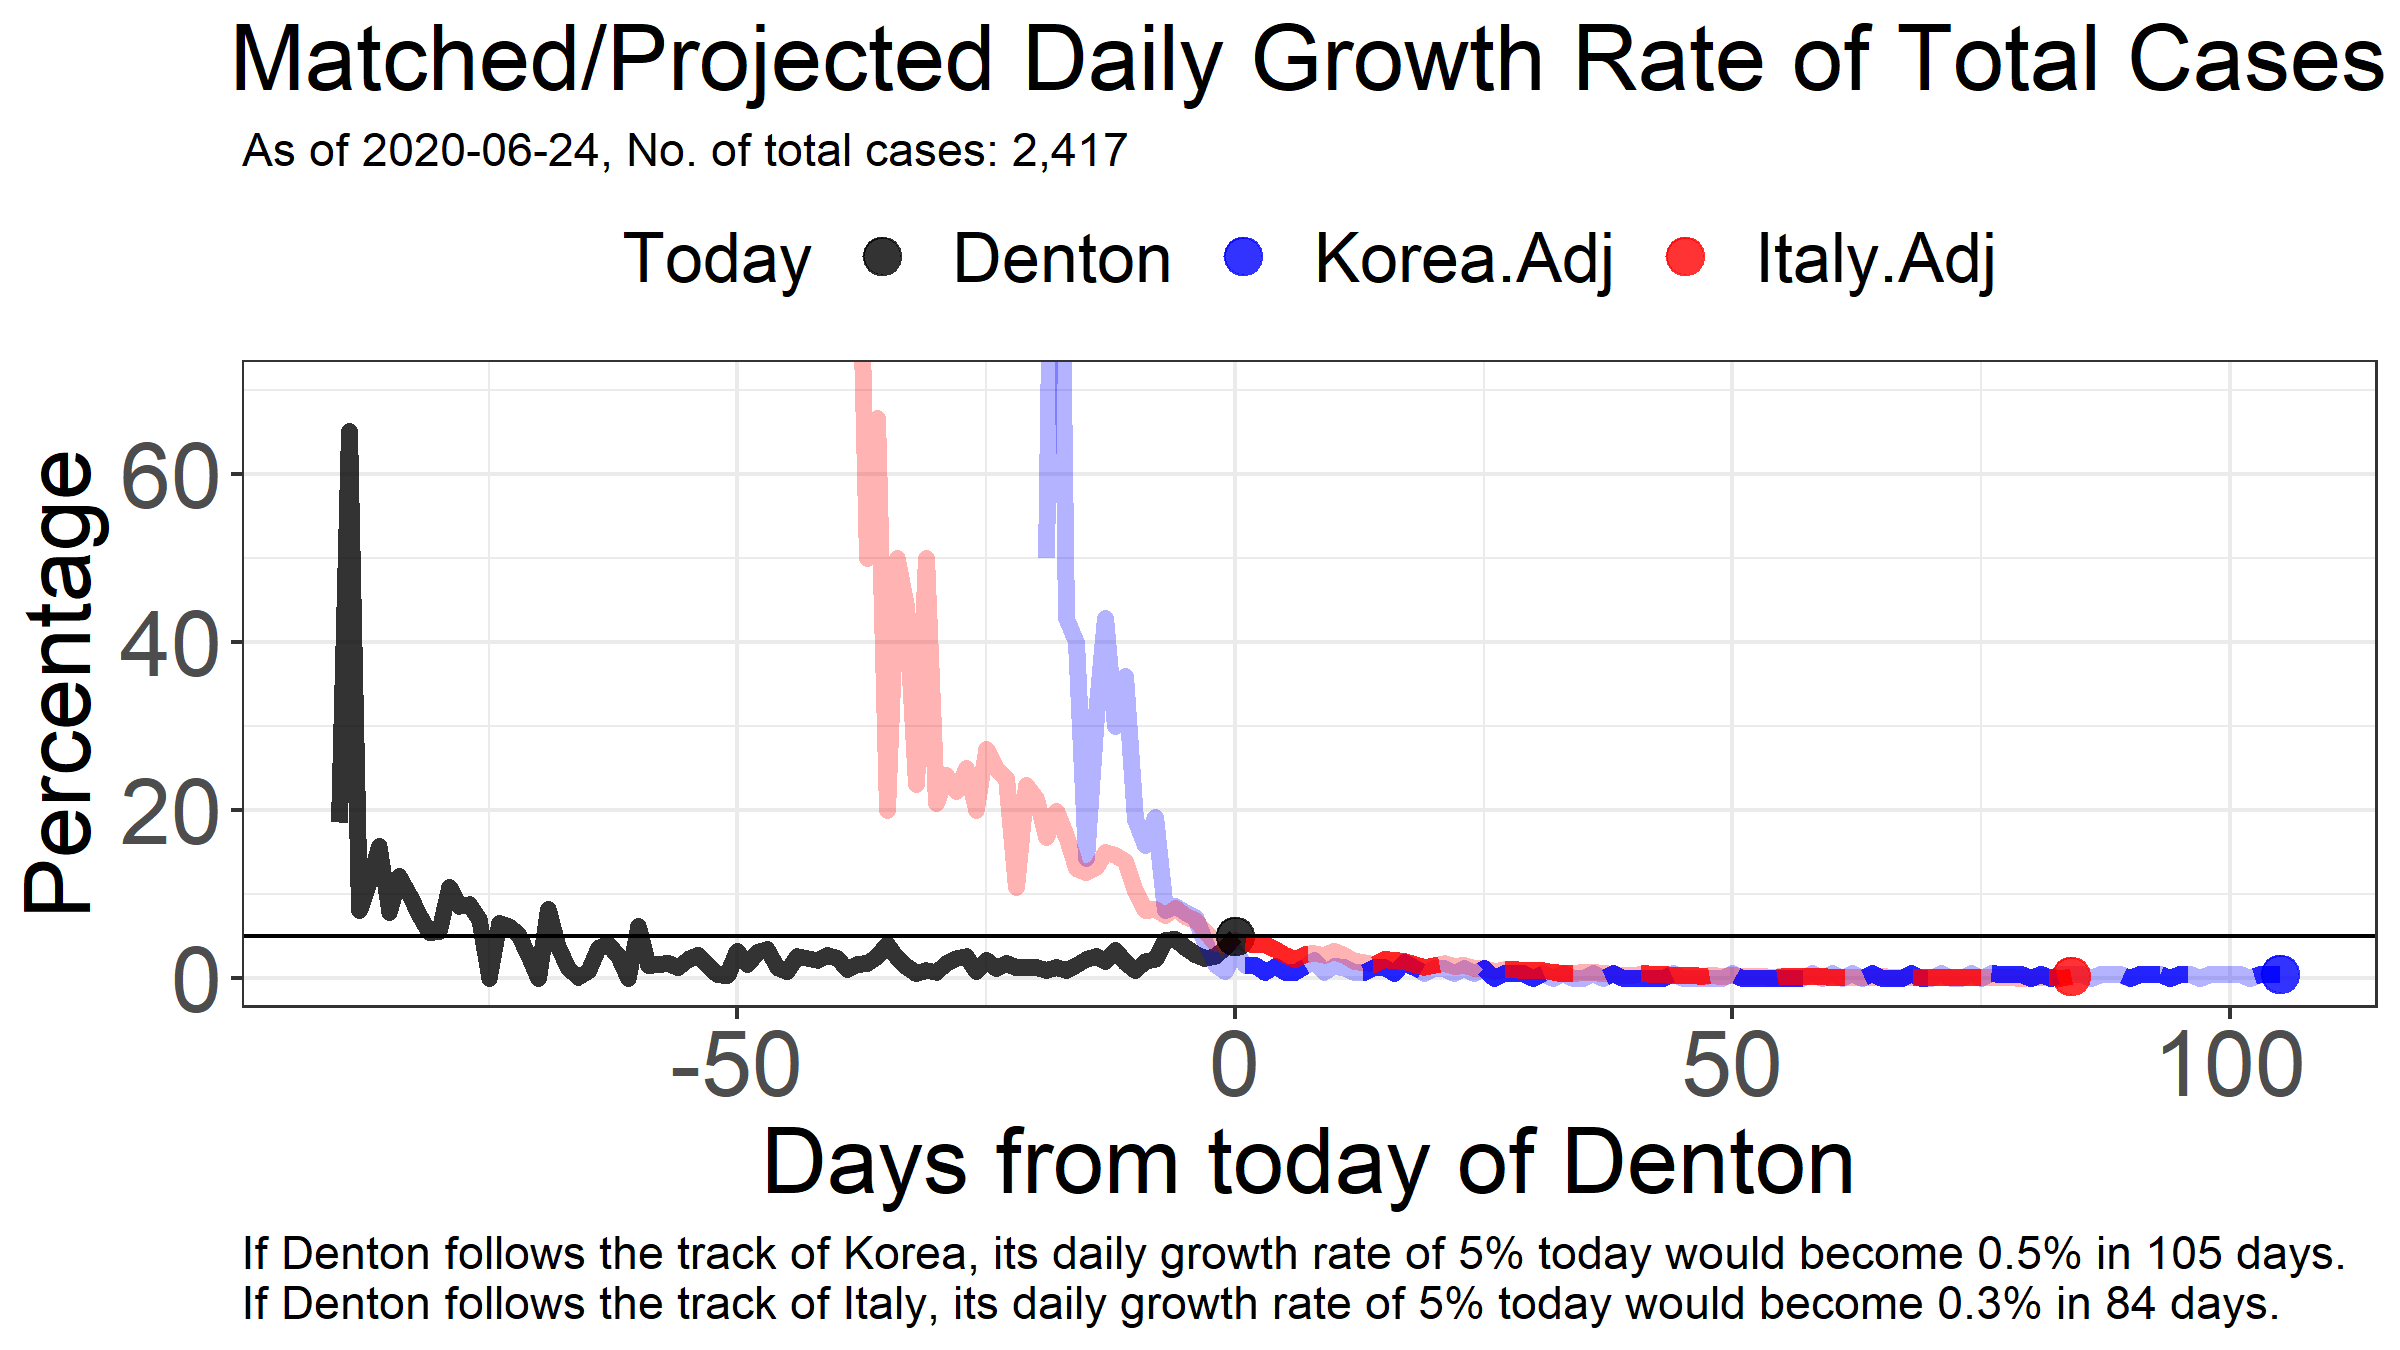 Matched/Projected Daily Growth Rate of Total Cases
As of 2020-06-24, No. of total cases: 2,417
Today Denton Korea.Adj Italy.Adj
Percentage
60
40
20
0
-50 0 50 100
Days from today of Denton
If Denton follows the track of Korea, its daily growth rate of 5% today would become 0.5% in 105 days.
If Denton follows the track of Italy, its daily growth rate of 5% today would become 0.3% in 84 days.